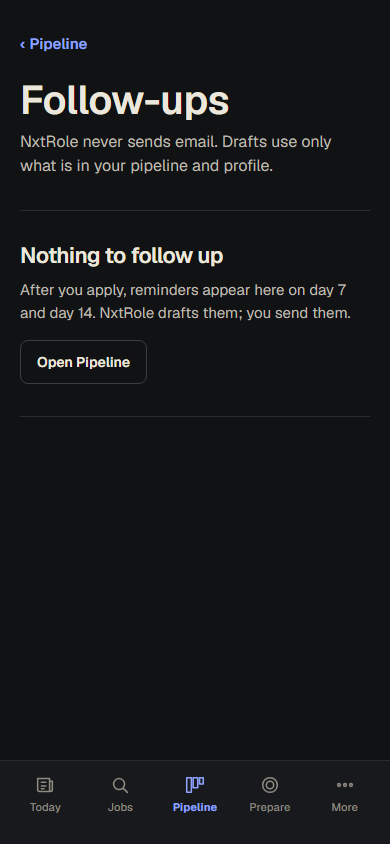 ‹ Pipeline
Follow-ups
NxtRole never sends email. Drafts use only
what is in your pipeline and profile.
Nothing to follow up
After you apply, reminders appear here on day 7
and day 14. NxtRole drafts them; you send them.
Open Pipeline
Today Jobs Pipeline Prepare More